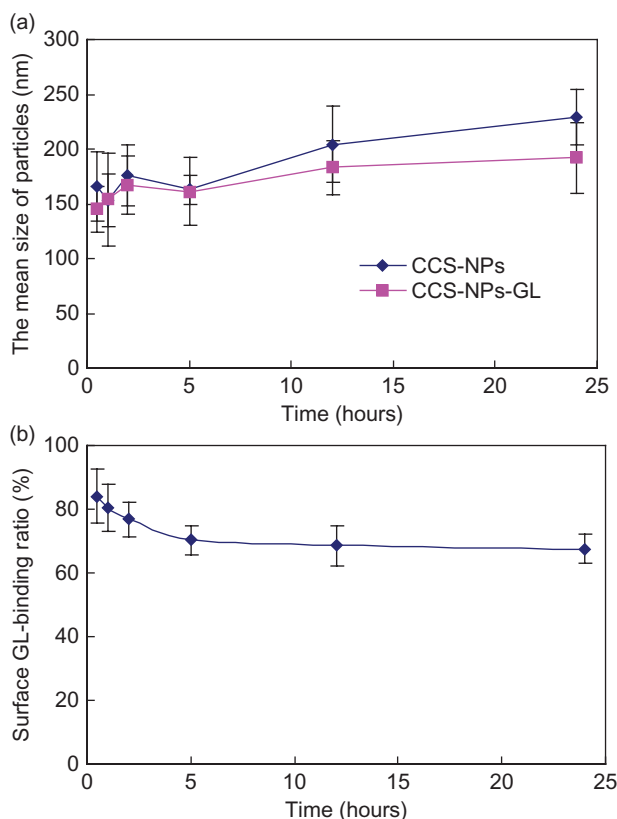 (a)
The mean size of particles (nm)
300
250
200
150
100
50
0
CCS-NPs
CCS-NPs-GL
0 5 10 15 20 25
Time (hours)
(b)
Surface GL-binding ratio (%)
100
80
60
40
20
0
0 5 10 15 20 25
Time (hours)